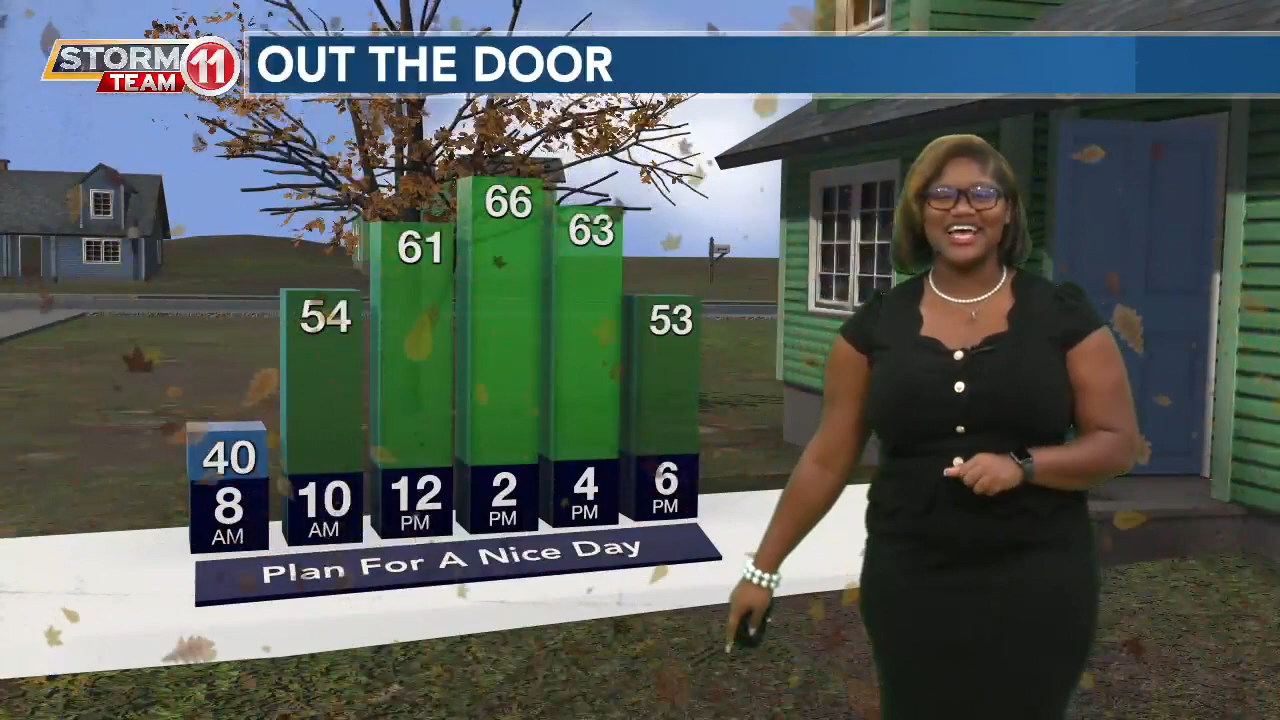 STORM
TEAM
11
OUT THE DOOR
40
54
61
66
63
53
8
AM
10
AM
12
PM
2
PM
4
PM
6
PM
Plan For A Nice Day